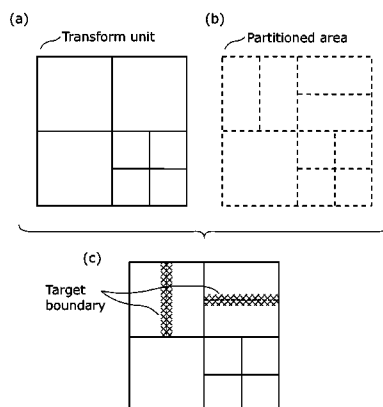 (a)
Transform unit
(b)
Partitioned area
(c)
Target
boundary